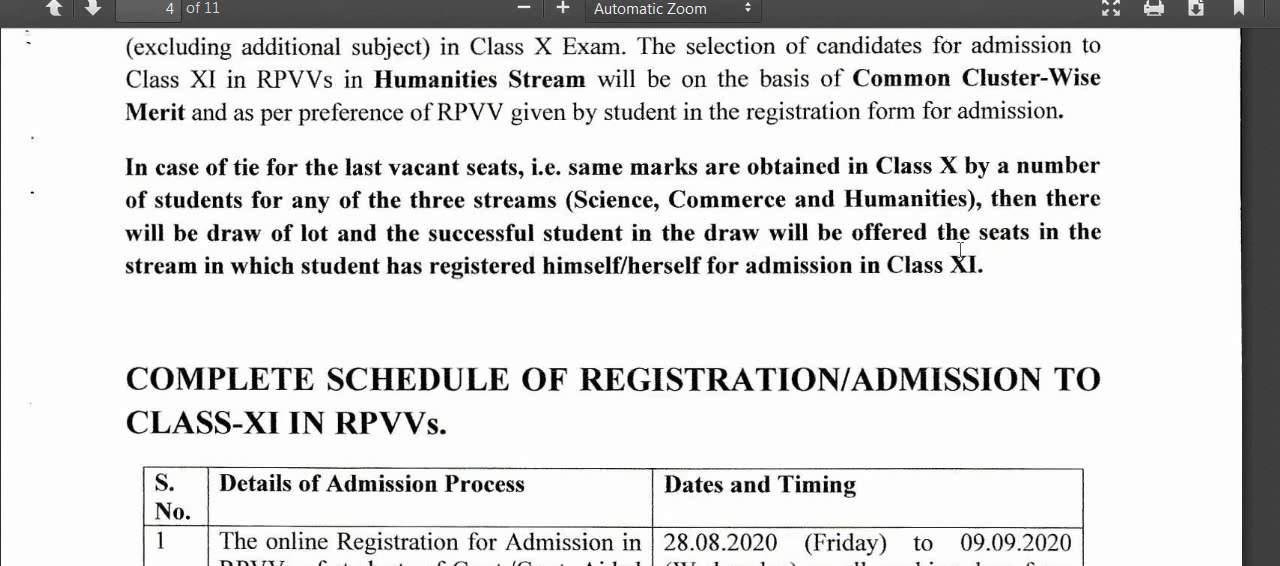 4 of 11
Automatic Zoom
(excluding additional subject) in Class X Exam. The selection of candidates for admission to
Class XI in RPVVs in Humanities Stream will be on the basis of Common Cluster-Wise
Merit and as per preference of RPVV given by student in the registration form for admission.
In case of tie for the last vacant seats, i.e. same marks are obtained in Class X by a number
of students for any of the three streams (Science, Commerce and Humanities), then there
will be draw of lot and the successful student in the draw will be offered the seats in the
stream in which student has registered himself/herself for admission in Class XI.
COMPLETE SCHEDULE OF REGISTRATION/ADMISSION TO
CLASS-XI IN RPVVs.
S. No.
Details of Admission Process
Dates and Timing
1
The online Registration for Admission in
28.08.2020 (Friday) to 09.09.2020